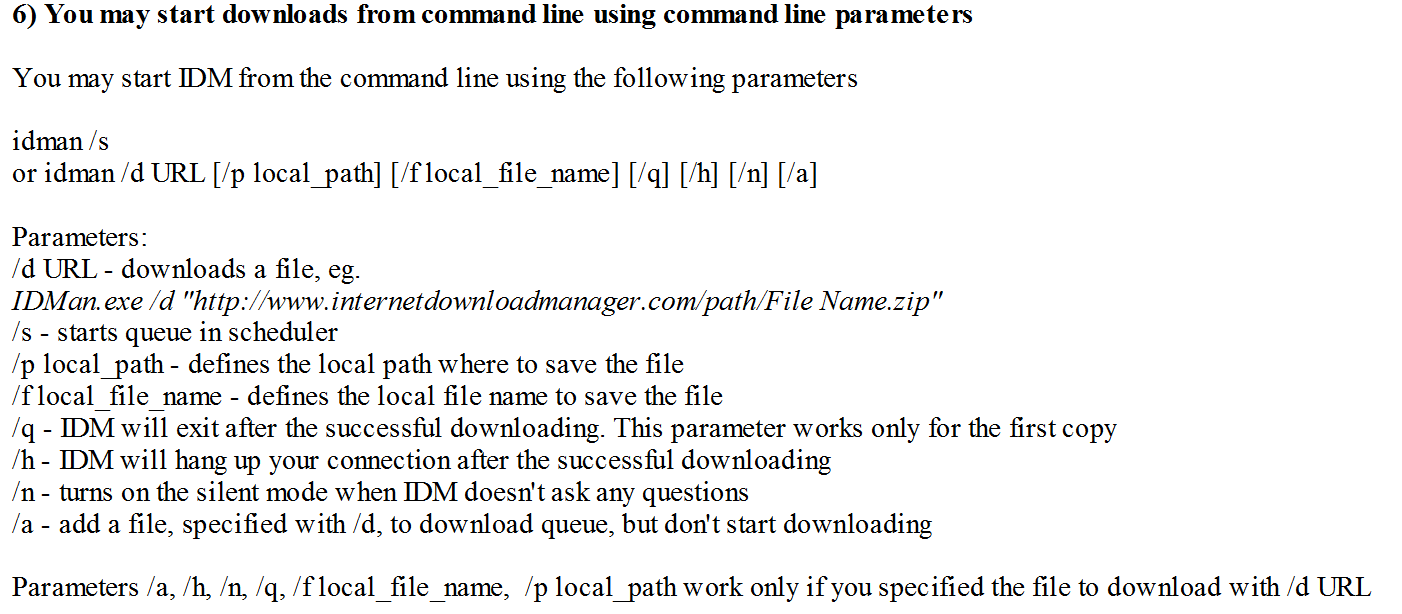 6) You may start downloads from command line using command line parameters
You may start IDM from the command line using the following parameters
idman /s
or idman /d URL [/p local_path] [/f local_file_name] [/q] [/h] [/n] [/a]
Parameters:
/d URL - downloads a file, eg.
IDMan.exe /d "http://www.internetdownloadmanager.com/path/File Name.zip"
/s - starts queue in scheduler
/p local_path - defines the local path where to save the file
/f local_file_name - defines the local file name to save the file
/q - IDM will exit after the successful downloading. This parameter works only for the first copy
/h - IDM will hang up your connection after the successful downloading
/n - turns on the silent mode when IDM doesn't ask any questions
/a - add a file, specified with /d, to download queue, but don't start downloading
Parameters /a, /h, /n, /q, /f local_file_name,  /p local_path work only if you specified the file to download with /d URL